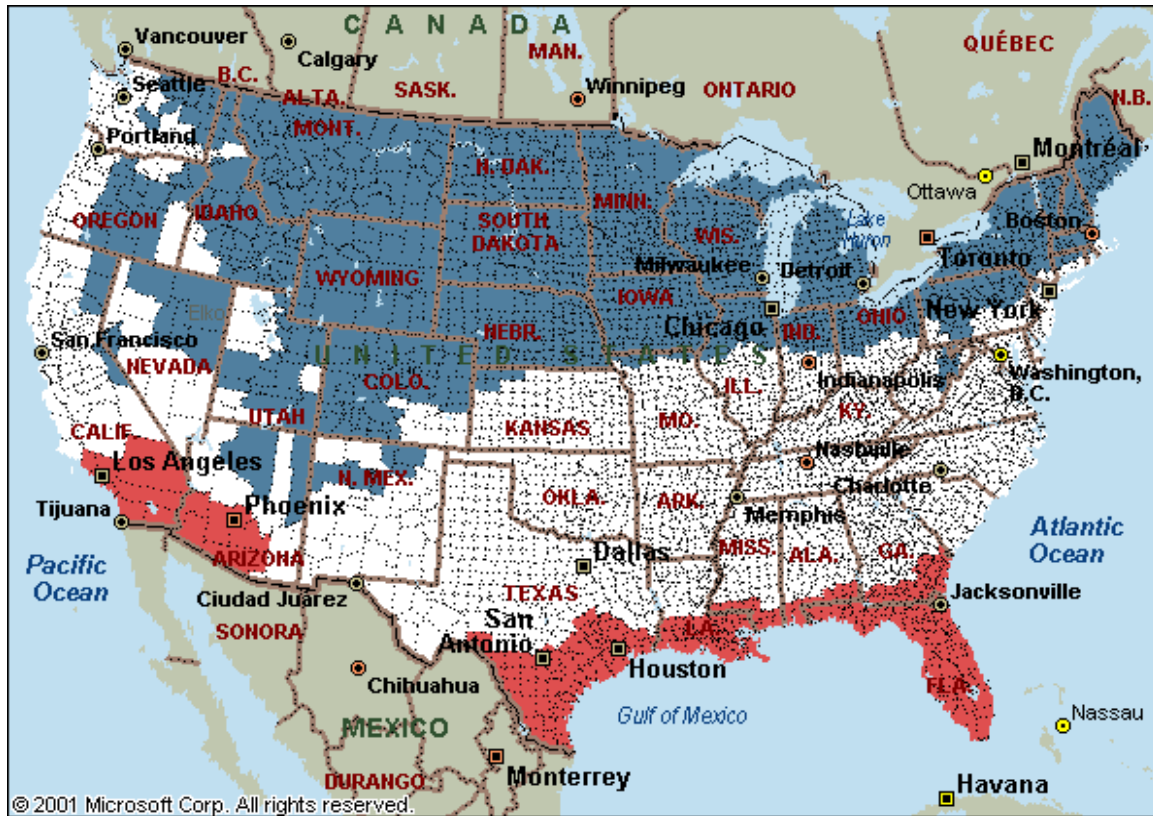 CANADA
Vancouver
Calgary
MAN.
QUÉBEC
B.C.
Seattle
ALTA.
SASK.
Winnipeg
ONTARIO
N.B.
MONT.
Portland
N. DAK.
Montréal
MINN.
Ottawa
OREGON
IDAHO
SOUTH
DAKOTA
WIS.
Lake
Huron
Boston
WYOMING
Milwaukee
Detroit
Toronto
IOWA
Elko
NEBR.
Chicago
IND.
OHIO
New York
San Francisco
UNITED STATES
NEVADA
COLO.
ILL.
Indianapolis
Washington,
D.C.
UTAH
KANSAS
MO.
KY.
CALIF.
Los Angeles
N. MEX.
Nashville
Charlotte
OKLA.
ARK.
Tijuana
Phoenix
Memphis
Atlantic
Ocean
Pacific
Ocean
ARIZONA
Dallas
MISS.
ALA.
GA.
Ciudad Juárez
TEXAS
Jacksonville
SONORA
San
Antonio
LA.
Houston
Chihuahua
FLA.
Gulf of Mexico
Nassau
MEXICO
DURANGO
Monterrey
Havana
© 2001 Microsoft Corp. All rights reserved.